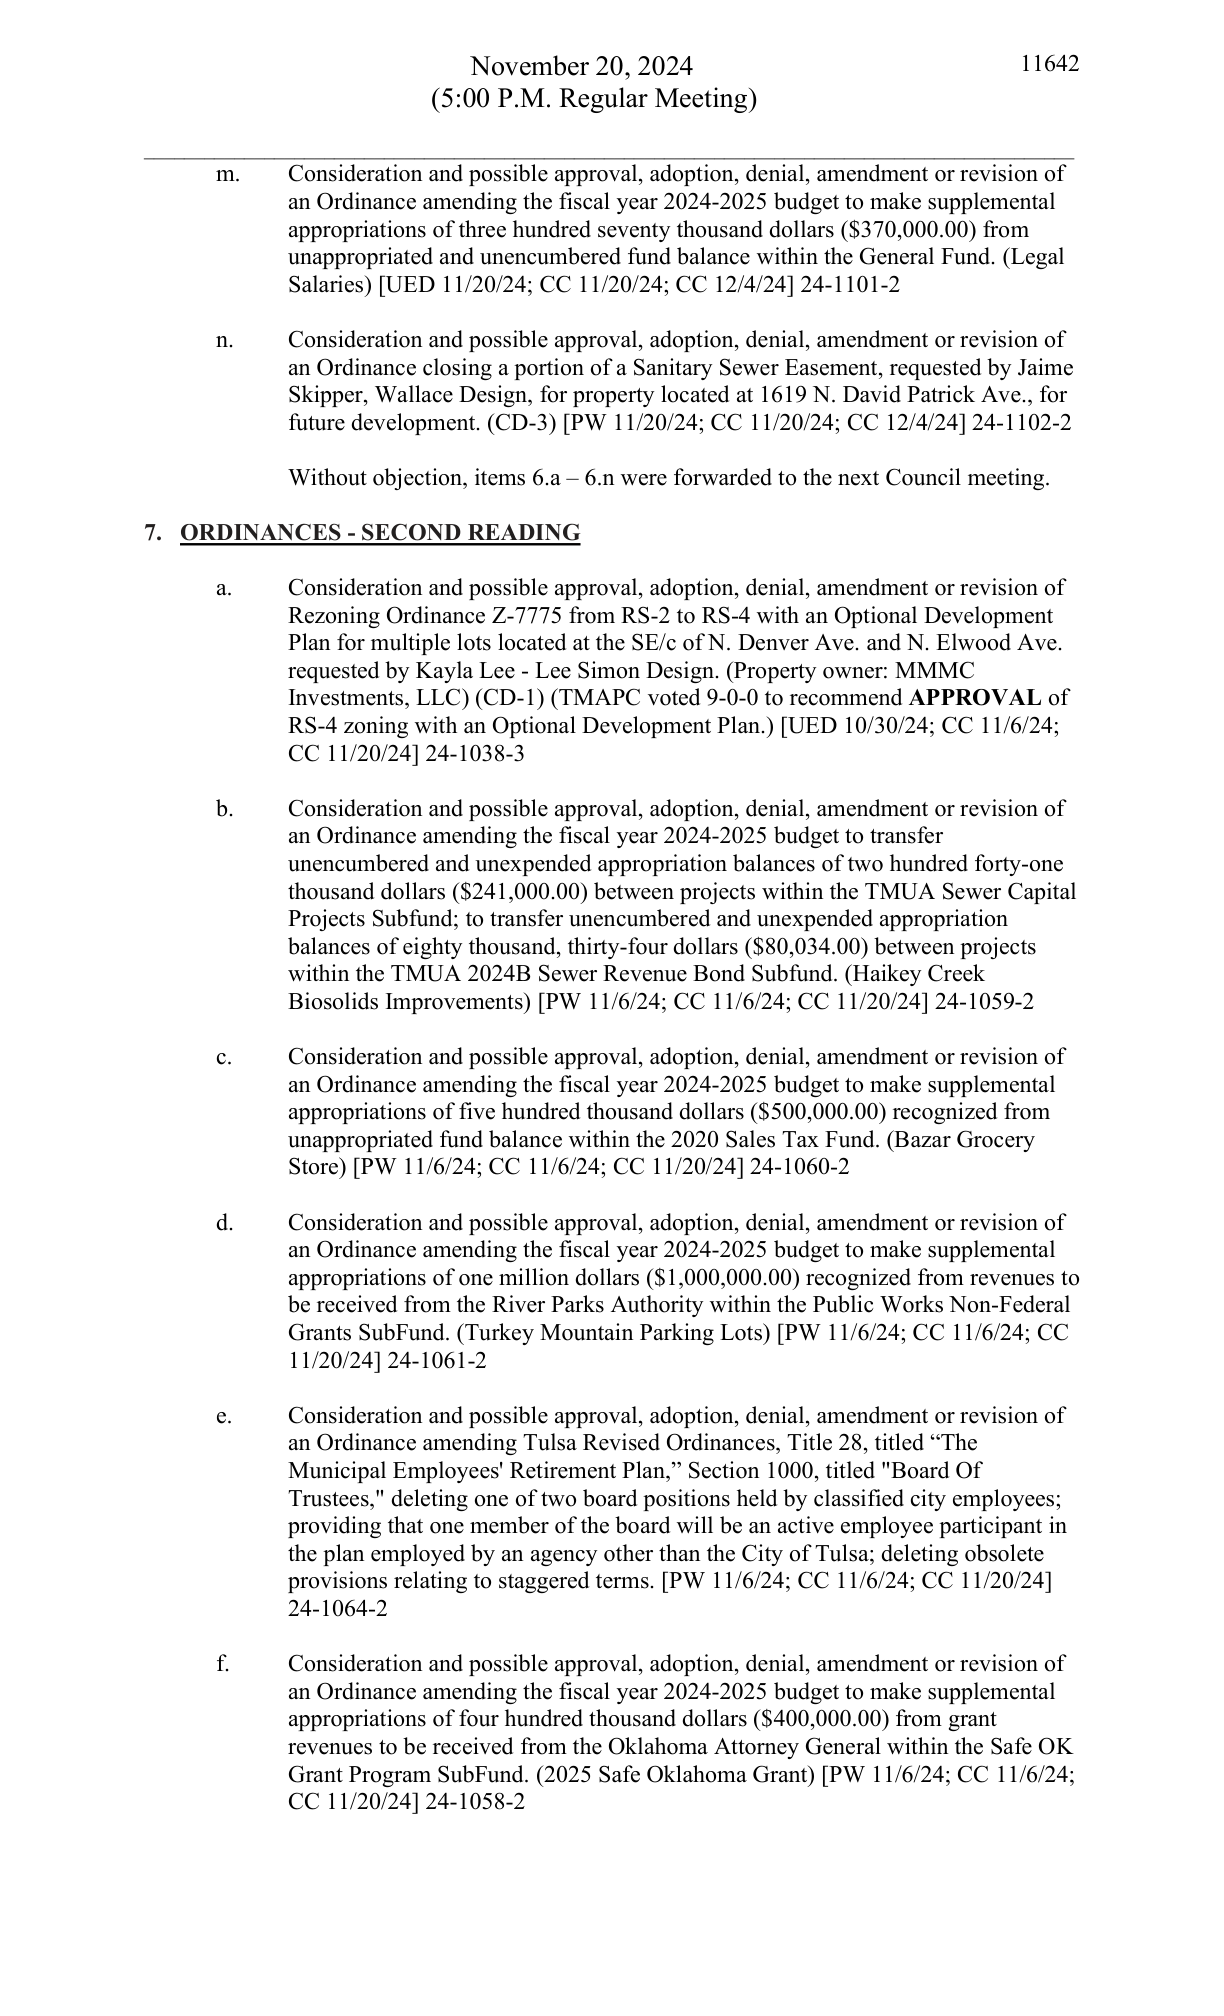 November 20, 2024
11642
(5:00 P.M. Regular Meeting)
m. Consideration and possible approval, adoption, denial, amendment or revision of
an Ordinance amending the fiscal year 2024-2025 budget to make supplemental
appropriations of three hundred seventy thousand dollars ($370,000.00) from
unappropriated and unencumbered fund balance within the General Fund. (Legal
Salaries) [UED 11/20/24; CC 11/20/24; CC 12/4/24] 24-1101-2
n. Consideration and possible approval, adoption, denial, amendment or revision of
an Ordinance closing a portion of a Sanitary Sewer Easement, requested by Jaime
Skipper, Wallace Design, for property located at 1619 N. David Patrick Ave., for
future development. (CD-3) [PW 11/20/24; CC 11/20/24; CC 12/4/24] 24-1102-2
Without objection, items 6.a – 6.n were forwarded to the next Council meeting.
7. ORDINANCES - SECOND READING
a. Consideration and possible approval, adoption, denial, amendment or revision of
Rezoning Ordinance Z-7775 from RS-2 to RS-4 with an Optional Development
Plan for multiple lots located at the SE/c of N. Denver Ave. and N. Elwood Ave.
requested by Kayla Lee - Lee Simon Design. (Property owner: MMMC
Investments, LLC) (CD-1) (TMAPC voted 9-0-0 to recommend APPROVAL of
RS-4 zoning with an Optional Development Plan.) [UED 10/30/24; CC 11/6/24;
CC 11/20/24] 24-1038-3
b. Consideration and possible approval, adoption, denial, amendment or revision of
an Ordinance amending the fiscal year 2024-2025 budget to transfer
unencumbered and unexpended appropriation balances of two hundred forty-one
thousand dollars ($241,000.00) between projects within the TMUA Sewer Capital
Projects Subfund; to transfer unencumbered and unexpended appropriation
balances of eighty thousand, thirty-four dollars ($80,034.00) between projects
within the TMUA 2024B Sewer Revenue Bond Subfund. (Haikey Creek
Biosolids Improvements) [PW 11/6/24; CC 11/6/24; CC 11/20/24] 24-1059-2
c. Consideration and possible approval, adoption, denial, amendment or revision of
an Ordinance amending the fiscal year 2024-2025 budget to make supplemental
appropriations of five hundred thousand dollars ($500,000.00) recognized from
unappropriated fund balance within the 2020 Sales Tax Fund. (Bazar Grocery
Store) [PW 11/6/24; CC 11/6/24; CC 11/20/24] 24-1060-2
d. Consideration and possible approval, adoption, denial, amendment or revision of
an Ordinance amending the fiscal year 2024-2025 budget to make supplemental
appropriations of one million dollars ($1,000,000.00) recognized from revenues to
be received from the River Parks Authority within the Public Works Non-Federal
Grants SubFund. (Turkey Mountain Parking Lots) [PW 11/6/24; CC 11/6/24; CC
11/20/24] 24-1061-2
e. Consideration and possible approval, adoption, denial, amendment or revision of
an Ordinance amending Tulsa Revised Ordinances, Title 28, titled “The
Municipal Employees' Retirement Plan,” Section 1000, titled "Board Of
Trustees," deleting one of two board positions held by classified city employees;
providing that one member of the board will be an active employee participant in
the plan employed by an agency other than the City of Tulsa; deleting obsolete
provisions relating to staggered terms. [PW 11/6/24; CC 11/6/24; CC 11/20/24]
24-1064-2
f. Consideration and possible approval, adoption, denial, amendment or revision of
an Ordinance amending the fiscal year 2024-2025 budget to make supplemental
appropriations of four hundred thousand dollars ($400,000.00) from grant
revenues to be received from the Oklahoma Attorney General within the Safe OK
Grant Program SubFund. (2025 Safe Oklahoma Grant) [PW 11/6/24; CC 11/6/24;
CC 11/20/24] 24-1058-2